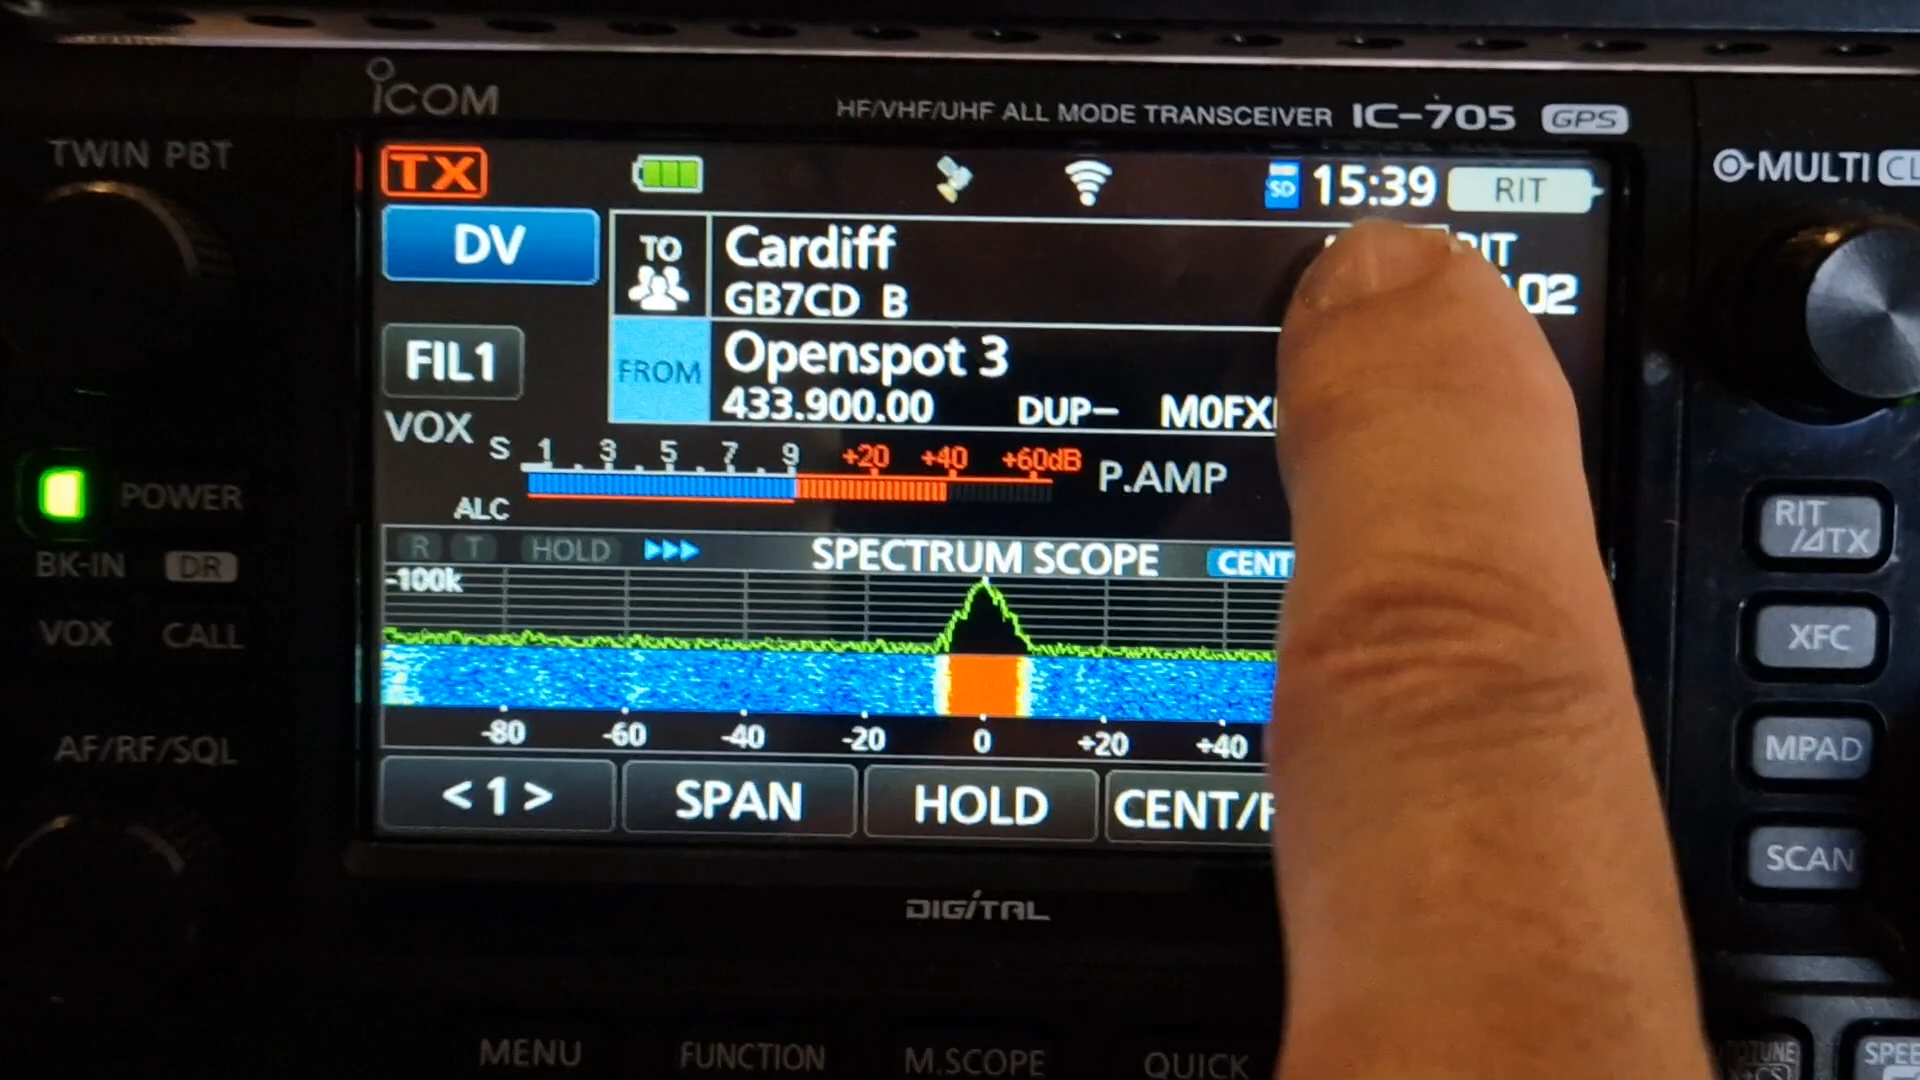 ICOM
HF/VHF/UHF ALL MODE TRANSCEIVER IC-705 GPS
TWIN PBT
MULTI
TX
SD 15:39 RIT
DV
TO
Cardiff
GB7CD B
RIT
02
FIL1
FROM
Openspot 3
433.900.00 DUP– M0FX
VOX
S 1 . 3 . 5 . 7 . 9 +20 +40 +60dB P.AMP
ALC
POWER
BK-IN DR
VOX CALL
AF/RF/SQL
R T HOLD SPECTRUM SCOPE CENT
-100k
-80 -60 -40 -20 0 +20 +40
<1> SPAN HOLD CENT/
RIT
/⊿TX
XFC
MPAD
SCAN
DIGITAL
MENU FUNCTION M.SCOPE QUICK